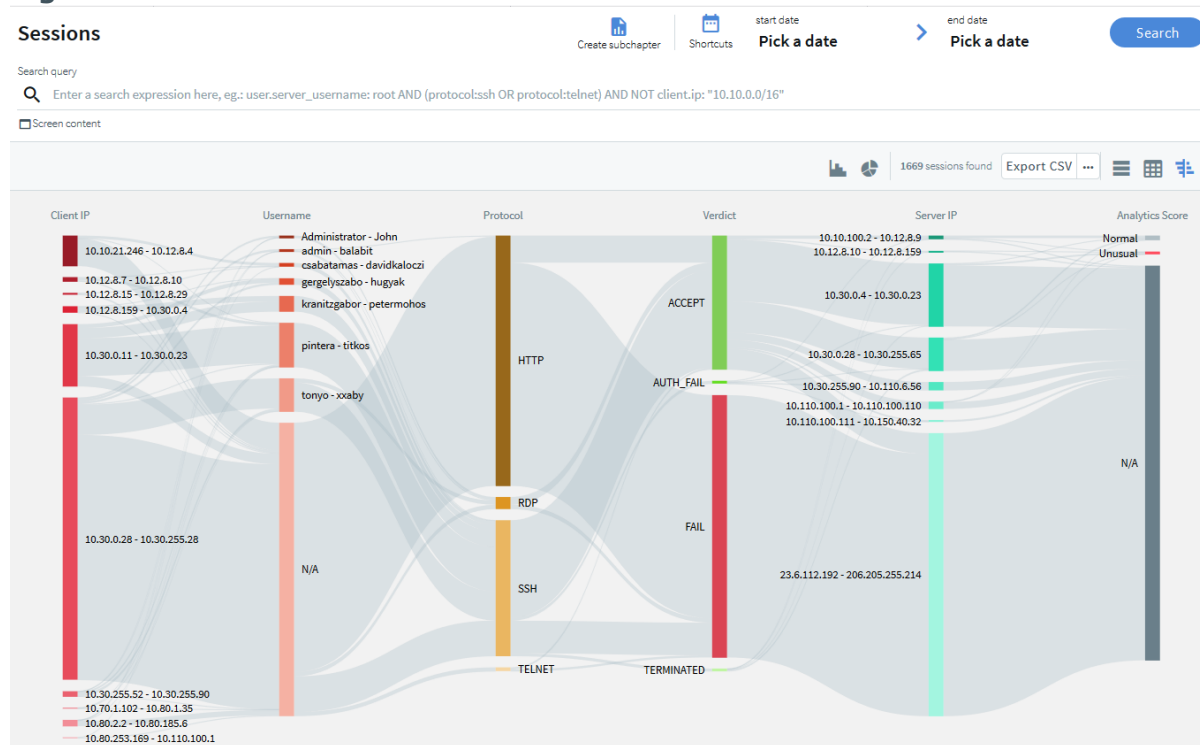 Sessions
Create subchapter
Shortcuts
start date
Pick a date
end date
Pick a date
Search
Search query
Enter a search expression here, eg.: user.server_username: root AND (protocol:ssh OR protocol:telnet) AND NOT client.ip: "10.10.0.0/16"
Screen content
1669 sessions found
Export CSV
...
Client IP
Username
Protocol
Verdict
Server IP
Analytics Score
10.10.21.246 - 10.12.8.4
10.12.8.7 - 10.12.8.10
10.12.8.15 - 10.12.8.29
10.12.8.159 - 10.30.0.4
10.30.0.11 - 10.30.0.23
10.30.0.28 - 10.30.255.28
10.30.255.52 - 10.30.255.90
10.70.1.102 - 10.80.1.35
10.80.2.2 - 10.80.185.6
10.80.253.169 - 10.110.100.1
Administrator - John
admin - balabit
csabatamas - davidkaloczi
gergelyszabo - hugyak
kranitzgabor - petermohos
pintera - titkos
tonyo - xxaby
N/A
HTTP
RDP
SSH
TELNET
ACCEPT
AUTH_FAIL
FAIL
TERMINATED
10.10.100.2 - 10.12.8.9
10.12.8.10 - 10.12.8.159
10.30.0.4 - 10.30.0.23
10.30.0.28 - 10.30.255.65
10.30.255.90 - 10.110.6.56
10.110.100.1 - 10.110.100.110
10.110.100.111 - 10.150.40.32
23.6.112.192 - 206.205.255.214
Normal
Unusual
N/A